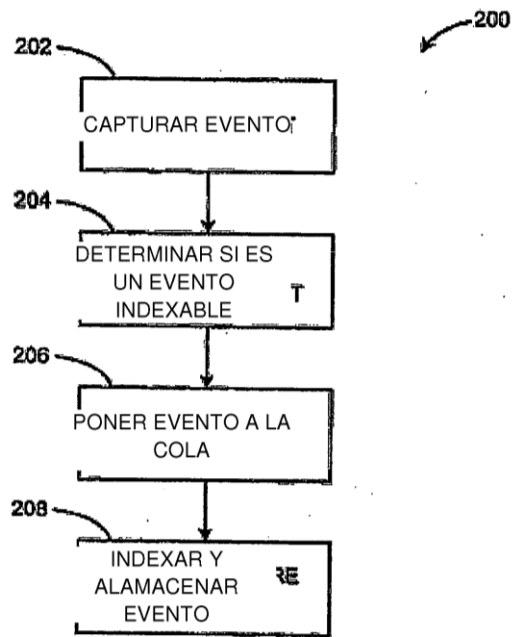 202
200
CAPTURAR EVENTO
204
DETERMINAR SI ES
UN EVENTO
INDEXABLE T
206
PONER EVENTO A LA
COLA
208
INDEXAR Y RE
ALAMACENAR
EVENTO